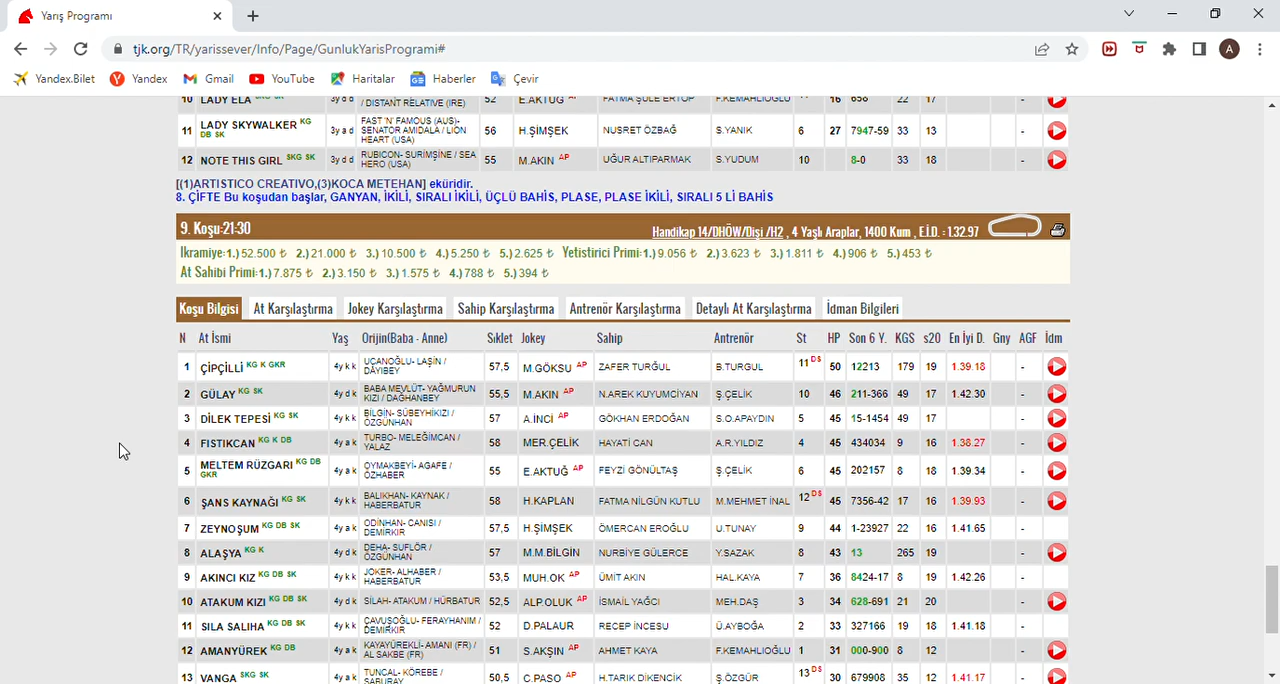 Yarış Programı
tjk.org/TR/yarissever/Info/Page/GunlukYarisProgrami#
A
Yandex.Bilet Yandex Gmail YouTube Haritalar Haberler Çevir
10 LADY ELA SKG SK 3y d d / DISTANT RELATIVE (IRE) 52 E.AKTUĞ AP FATMA ŞULE ERTOP F.KEMAHLIOĞLU 16 658 22 17 -
11 LADY SKYWALKER KG DB SK 3y a d FAST 'N' FAMOUS (AUS)- SENATOR AMIDALA / LION HEART (USA) 56 H.ŞİMŞEK NUSRET ÖZBAĞ S.YANIK 6 27 7947-59 33 13 -
12 NOTE THIS GIRL SKG SK 3y d d RUBICON- SURİMŞİNE / SEA HERO (USA) 55 M.AKIN AP UĞUR ALTIPARMAK S.YUDUM 10 8-0 33 18 -
[(1)ARTISTICO CREATIVO,(3)KOCA METEHAN] eküridir.
8. ÇİFTE Bu koşudan başlar, GANYAN, İKİLİ, SIRALI İKİLİ, ÜÇLÜ BAHİS, PLASE, PLASE İKİLİ, SIRALI 5 Lİ BAHİS
9. Koşu:21:30 Handikap 14/DHÖW/Dişi /H2 , 4 Yaşlı Araplar, 1400 Kum , E.İ.D. : 1.32.97
İkramiye:1.) 52.500 ₺ 2.) 21.000 ₺ 3.) 10.500 ₺ 4.) 5.250 ₺ 5.) 2.625 ₺ Yetistirici Primi:1.) 9.056 ₺ 2.) 3.623 ₺ 3.) 1.811 ₺ 4.) 906 ₺ 5.) 453 ₺
At Sahibi Primi:1.) 7.875 ₺ 2.) 3.150 ₺ 3.) 1.575 ₺ 4.) 788 ₺ 5.) 394 ₺
Koşu Bilgisi At Karşılaştırma Jokey Karşılaştırma Sahip Karşılaştırma Antrenör Karşılaştırma Detaylı At Karşılaştırma İdman Bilgileri
N At İsmi Yaş Orijin(Baba - Anne) Sıklet Jokey Sahip Antrenör St HP Son 6 Y. KGS s20 En İyi D. Gny AGF İdm
1 ÇİPÇİLLİ KG K GKR 4y k k UÇANOĞLU- LAŞİN / DAYIBEY 57,5 M.GÖKSU AP ZAFER TURĞUL B.TURGUL 11 DS 50 12213 179 19 1.39.18 -
2 GÜLAY KG SK 4y d k BABA MEVLÜT- YAĞMURUN KIZI / DAĞHANBEY 55,5 M.AKIN AP N.AREK KUYUMCİYAN Ş.ÇELİK 10 46 211-366 49 17 1.42.30 -
3 DİLEK TEPESİ KG SK 4y k k BİLGİN- SÜBEYHİKIZI / ÖZGÜNHAN 57 A.İNCİ AP GÖKHAN ERDOĞAN S.O.APAYDIN 5 45 15-1454 49 17 -
4 FISTIKCAN KG K DB 4y a k TURBO- MELEĞİMCAN / YALAZ 58 MER.ÇELİK HAYATİ CAN A.R.YILDIZ 4 45 434034 9 16 1.38.27 -
5 MELTEM RÜZGARI KG DB GKR 4y a k OYMAKBEYİ- AGAFE / ÖZHABER 55 E.AKTUĞ AP FEYZİ GÖNÜLTAŞ Ş.ÇELİK 6 45 202157 8 18 1.39.34 -
6 ŞANS KAYNAĞI KG SK 4y k k BALIKHAN- KAYNAK / HABERBATUR 58 H.KAPLAN FATMA NİLGÜN KUTLU M.MEHMET İNAL 12 DS 45 7356-42 17 16 1.39.93 -
7 ZEYNOŞUM KG DB SK 4y a k ODİNHAN- CANISI / DEMİRKIR 57,5 H.ŞİMŞEK ÖMERCAN EROĞLU U.TUNAY 9 44 1-23927 22 16 1.41.65 -
8 ALAŞYA KG K 4y d k DEHA- SUFLÖR / ÖZGÜNHAN 57 M.M.BİLGİN NURBİYE GÜLERCE Y.SAZAK 8 43 13 265 19 -
9 AKINCI KIZ KG DB SK 4y k k JOKER- ALHABER / HABERBATUR 53,5 MUH.OK AP ÜMİT AKIN HAL.KAYA 7 36 8424-17 8 19 1.42.26 -
10 ATAKUM KIZI KG DB SK 4y d k SİLAH- ATAKUM / HÜRBATUR 52,5 ALP.OLUK AP İSMAİL YAĞCI MEH.DAŞ 3 34 628-691 21 20 -
11 SILA SALIHA KG DB SK 4y k k ÇAVUŞOĞLU- FERAYHANIM / DEMİRKIR 52 D.PALAUR RECEP İNCESU Ü.AYBOĞA 2 33 327166 19 18 1.41.18 -
12 AMANYÜREK KG DB 4y a k KAYAYÜREKLİ- AMANI (FR) / AL SAKBE (FR) 51 S.AKŞIN AP AHMET KAYA F.KEMAHLIOĞLU 1 31 000-900 8 12 -
13 VANGA SKG SK 4y a k TUNCAL- KÖREBE / 50,5 C.PASO AP H.TARIK DİKENCİK Ş.ÖZGÜR 13 DS 30 679908 35 12 1.41.17 -